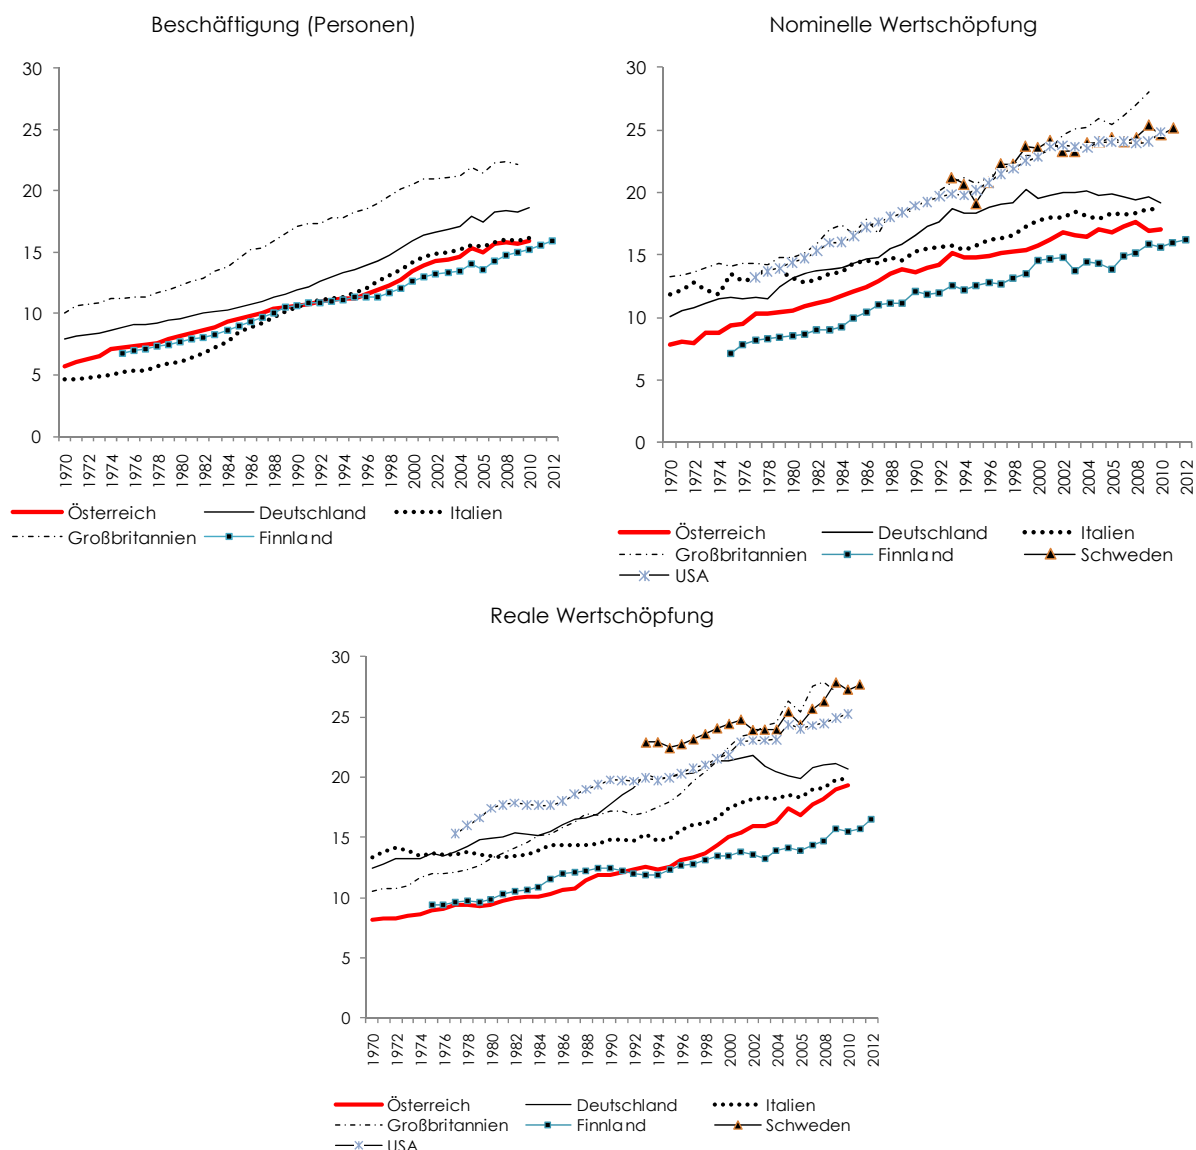 Beschäftigung (Personen)
30
25
20
15
10
5
0
1970 1972 1974 1976 1978 1980 1982 1984 1986 1988 1990 1992 1994 1996 1998 2000 2002 2004 2005 2008 2010 2012
Österreich Deutschland Italien
Großbritannien Finnland
Nominelle Wertschöpfung
30
25
20
15
10
5
0
1970 1972 1974 1976 1978 1980 1982 1984 1986 1988 1990 1992 1994 1996 1998 2000 2002 2004 2005 2008 2010 2012
Österreich Deutschland Italien
Großbritannien Finnland Schweden
USA
Reale Wertschöpfung
30
25
20
15
10
5
0
1970 1972 1974 1976 1978 1980 1982 1984 1986 1988 1990 1992 1994 1996 1998 2000 2002 2004 2005 2008 2010 2012
Österreich Deutschland Italien
Großbritannien Finnland Schweden
USA